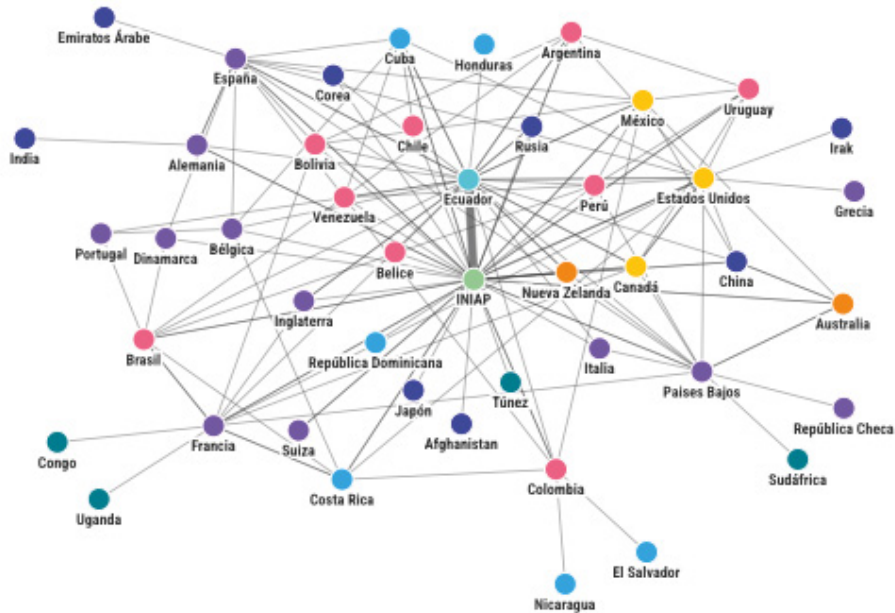 Emiratos Árabe
España
Cuba
Honduras
Argentina
Corea
México
Uruguay
India
Alemania
Bolivia
Chile
Rusia
Irak
Ecuador
Perú
Estados Unidos
Grecia
Venezuela
Portugal
Dinamarca
Bélgica
Belice
INIAP
Nueva Zelanda
Canadá
China
Australia
Inglaterra
Brasil
República Dominicana
Italia
Paises Bajos
Japón
Túnez
República Checa
Francia
Suiza
Afghanistan
Congo
Uganda
Costa Rica
Colombia
Sudáfrica
El Salvador
Nicaragua